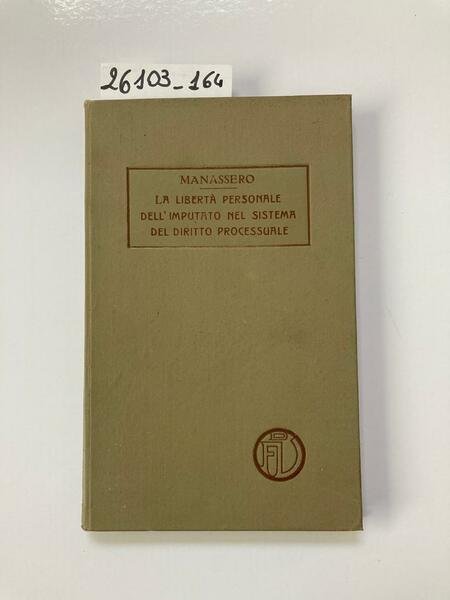 26103_164
MANASSERO
LA LIBERTÀ PERSONALE
DELL'IMPUTATO NEL SISTEMA
DEL DIRITTO PROCESSUALE